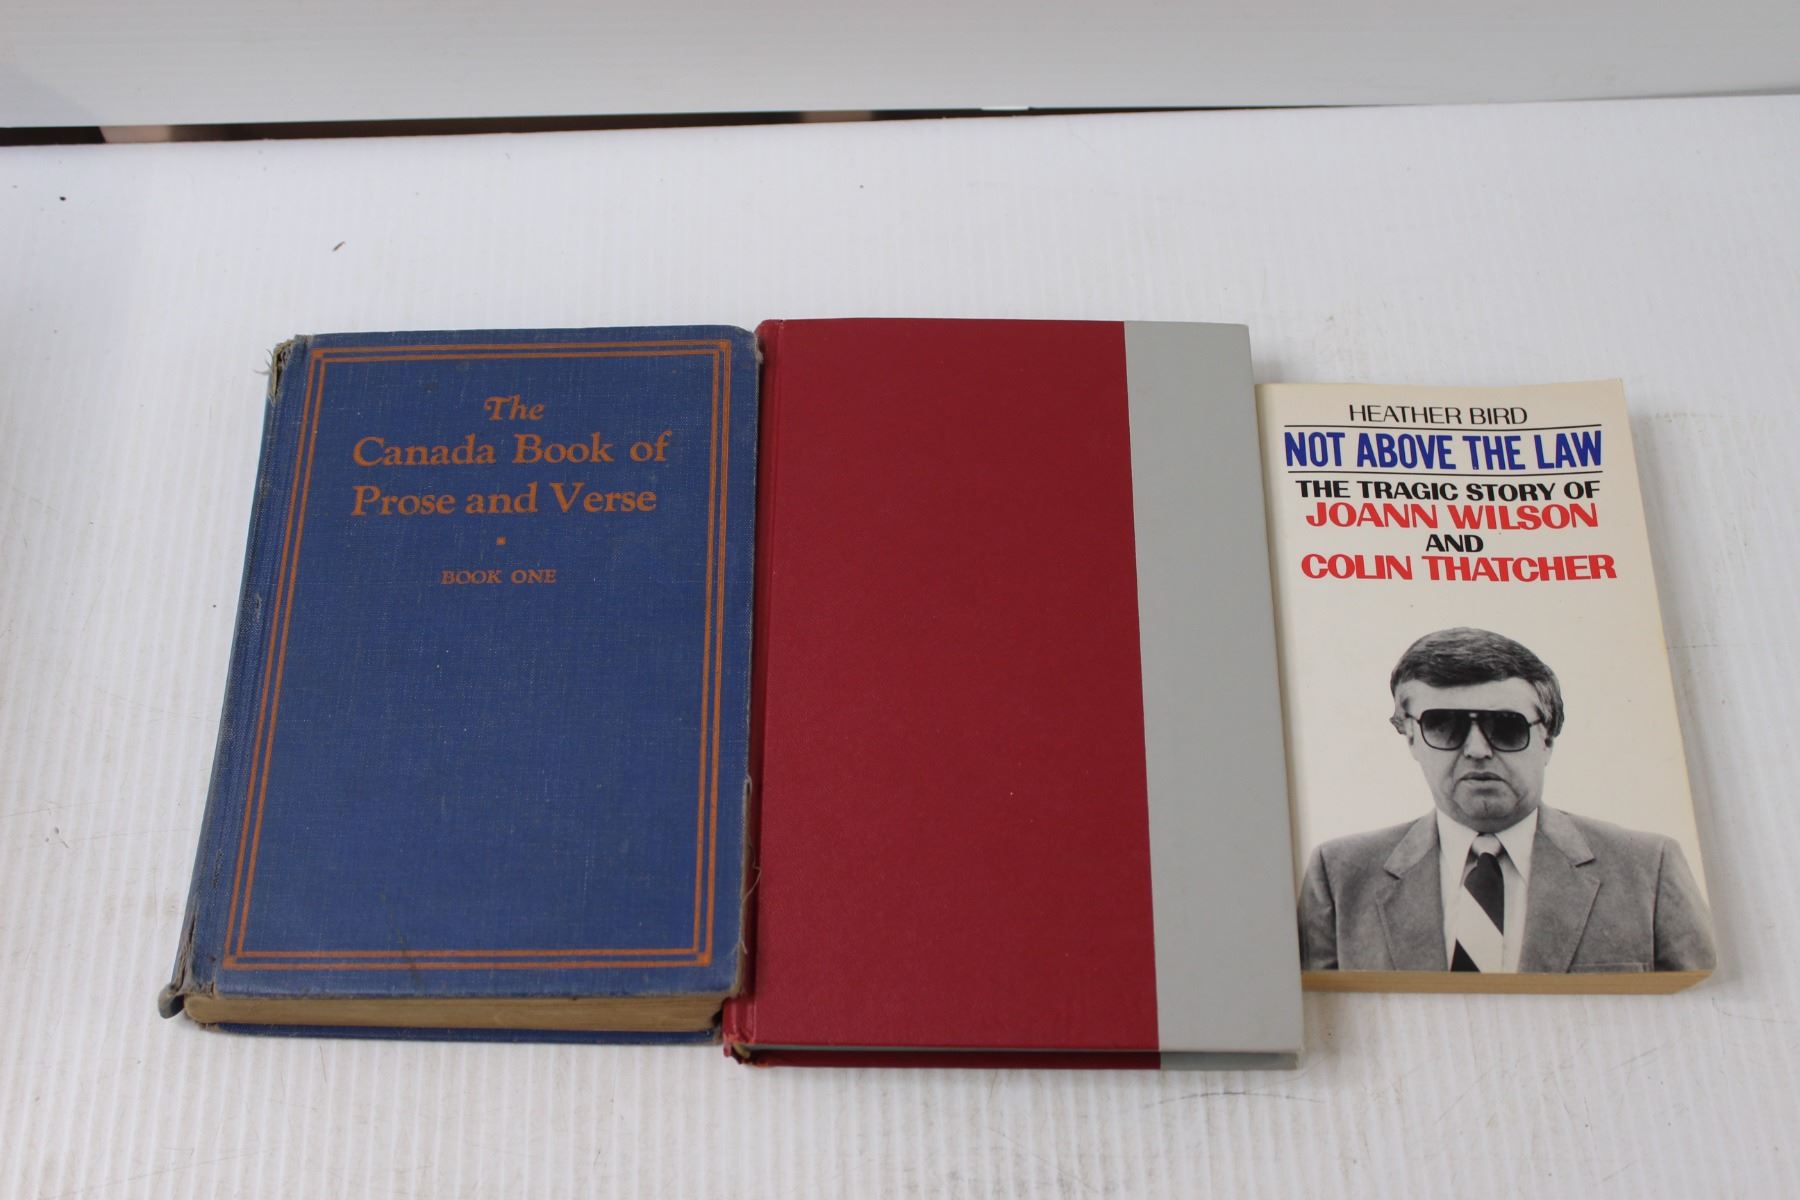 The
Canada Book of
Prose and Verse
BOOK ONE
HEATHER BIRD
NOT ABOVE THE LAW
THE TRAGIC STORY OF
JOANN WILSON
AND
COLIN THATCHER